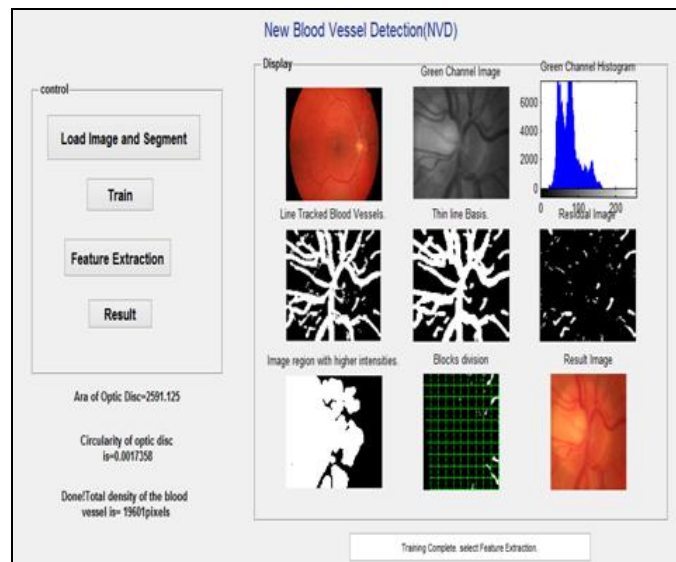 New Blood Vessel Detection(NVD)
control
Load Image and Segment
Train
Feature Extraction
Result
Ara of Optic Disc=2591.125
Circularity of optic disc
is=0.0017358
Done!Total density of the blood
vessel is= 19601pixels
Display
Green Channel Image
Green Channel Histogram
6000
4000
2000
0
0 100 200
Line Tracked Blood Vessels.
Thin line Basis.
Residual Image
Image region with higher intensities.
Blocks division
Result Image
Training Complete. select Feature Extraction.